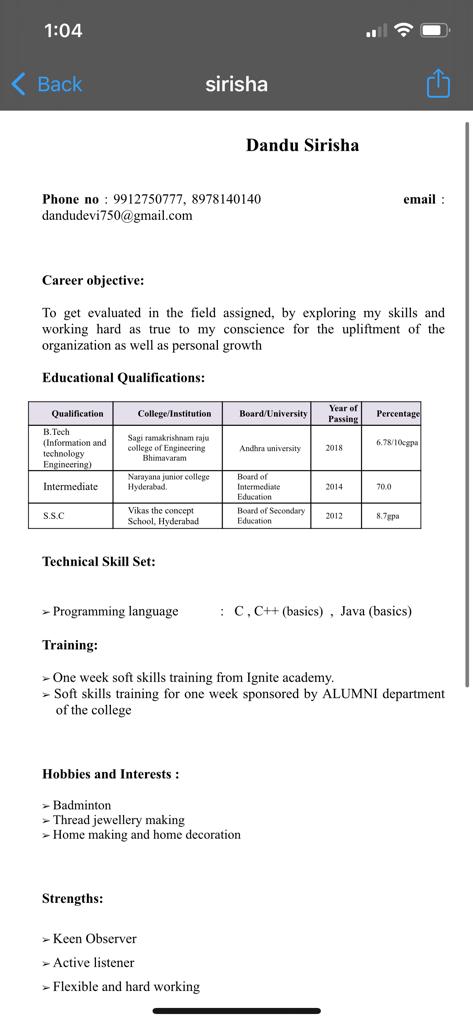 1:04
Back
sirisha
Dandu Sirisha
Phone no : 9912750777, 8978140140 email :
dandudevi750@gmail.com
Career objective:
To get evaluated in the field assigned, by exploring my skills and
working hard as true to my conscience for the upliftment of the
organization as well as personal growth
Educational Qualifications:
Qualification College/Institution Board/University Year of Passing Percentage
B.Tech (Information and technology Engineering) Sagi ramakrishnam raju college of Engineering Bhimavaram Andhra university 2018 6.78/10cgpa
Intermediate Narayana junior college Hyderabad. Board of Intermediate Education 2014 70.0
S.S.C Vikas the concept School, Hyderabad Board of Secondary Education 2012 8.7gpa
Technical Skill Set:
➢ Programming language : C , C++ (basics) , Java (basics)
Training:
➢ One week soft skills training from Ignite academy.
➢ Soft skills training for one week sponsored by ALUMNI department
of the college
Hobbies and Interests :
➢ Badminton
➢ Thread jewellery making
➢ Home making and home decoration
Strengths:
➢ Keen Observer
➢ Active listener
➢ Flexible and hard working